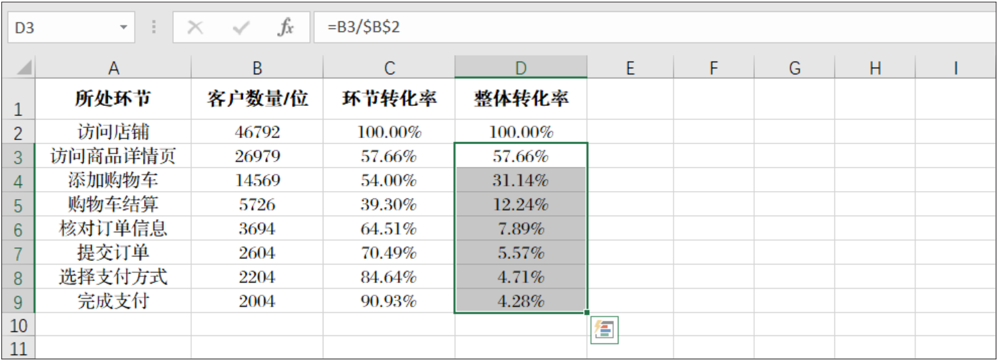 D3 fx =B3/$B$2
A B C D E F G H I
1 所处环节 客户数量/位 环节转化率 整体转化率
2 访问店铺 46792 100.00% 100.00%
3 访问商品详情页 26979 57.66% 57.66%
4 添加购物车 14569 54.00% 31.14%
5 购物车结算 5726 39.30% 12.24%
6 核对订单信息 3694 64.51% 7.89%
7 提交订单 2604 70.49% 5.57%
8 选择支付方式 2204 84.64% 4.71%
9 完成支付 2004 90.93% 4.28%
10
11